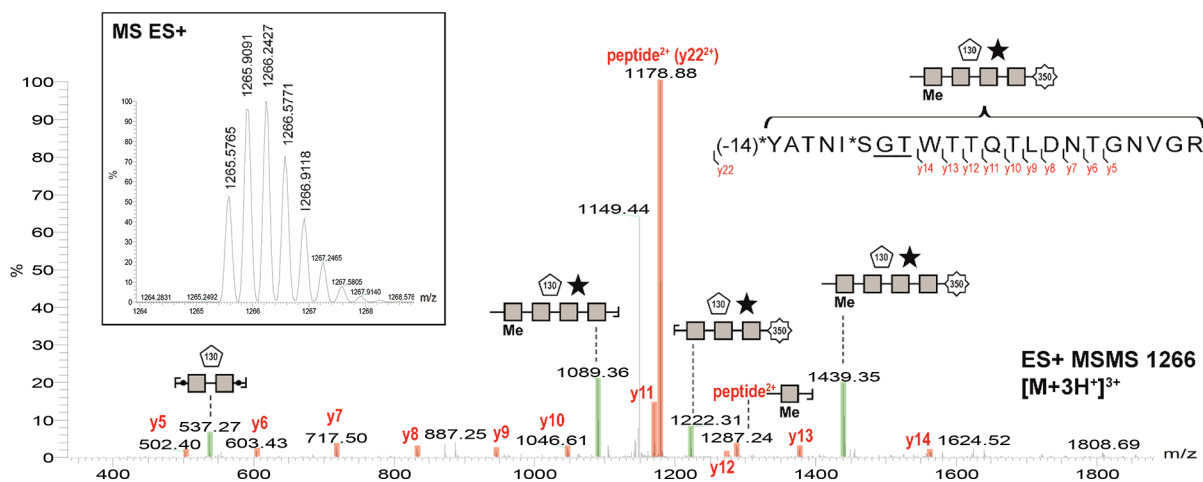 MS ES+
1265.5765
1265.9091
1266.2427
1266.5771
1266.9118
1267.2465
1267.5805
1267.9140
1264.2831
1265.2492
1268.578
m/z
100
90
80
70
60
50
40
30
20
10
0
%
1264
1265
1266
1267
1268
100
90
80
70
60
50
40
30
20
10
0
%
peptide²⁺ (y22²⁺)
1178.88
130
350
Me
(-14)*YATNI*SGTWTTQTLDNTGNVGR
y22
y14
y13
y12
y11
y10
y9
y8
y7
y6
y5
1149.44
130
Me
130
350
130
350
Me
130
1089.36
1222.31
1439.35
peptide²⁺
Me
ES+ MSMS 1266
[M+3H⁺]³⁺
y5
537.27
502.40
y6
603.43
y7
717.50
y8
887.25
y9
y10
1046.61
y11
y12
1287.24
y13
y14
1624.52
1808.69
m/z
400
600
800
1000
1200
1400
1600
1800